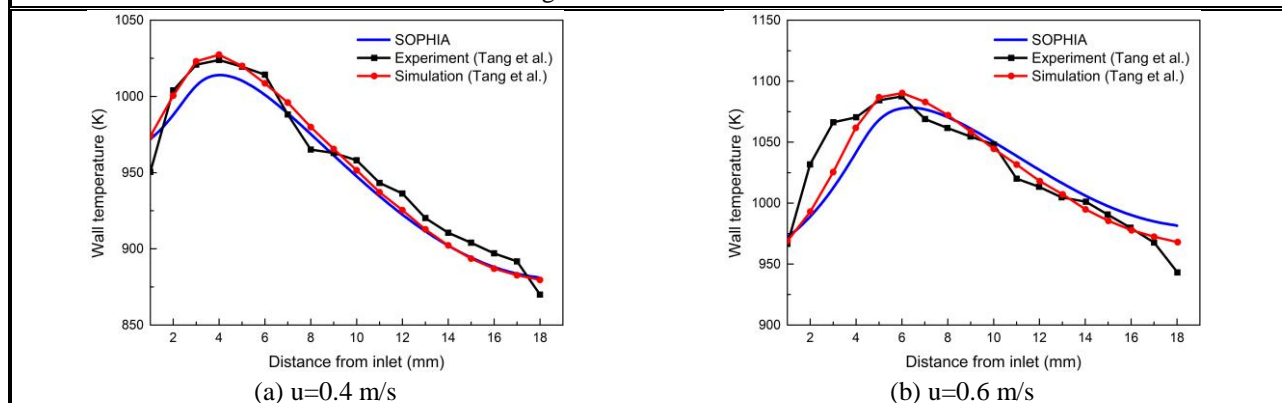 1050
1000
950
900
850
Wall temperature (K)
SOPHIA
Experiment (Tang et al.)
Simulation (Tang et al.)
2 4 6 8 10 12 14 16 18
Distance from inlet (mm)
(a) u=0.4 m/s
1150
1100
1050
1000
950
900
Wall temperature (K)
SOPHIA
Experiment (Tang et al.)
Simulation (Tang et al.)
2 4 6 8 10 12 14 16 18
Distance from inlet (mm)
(b) u=0.6 m/s